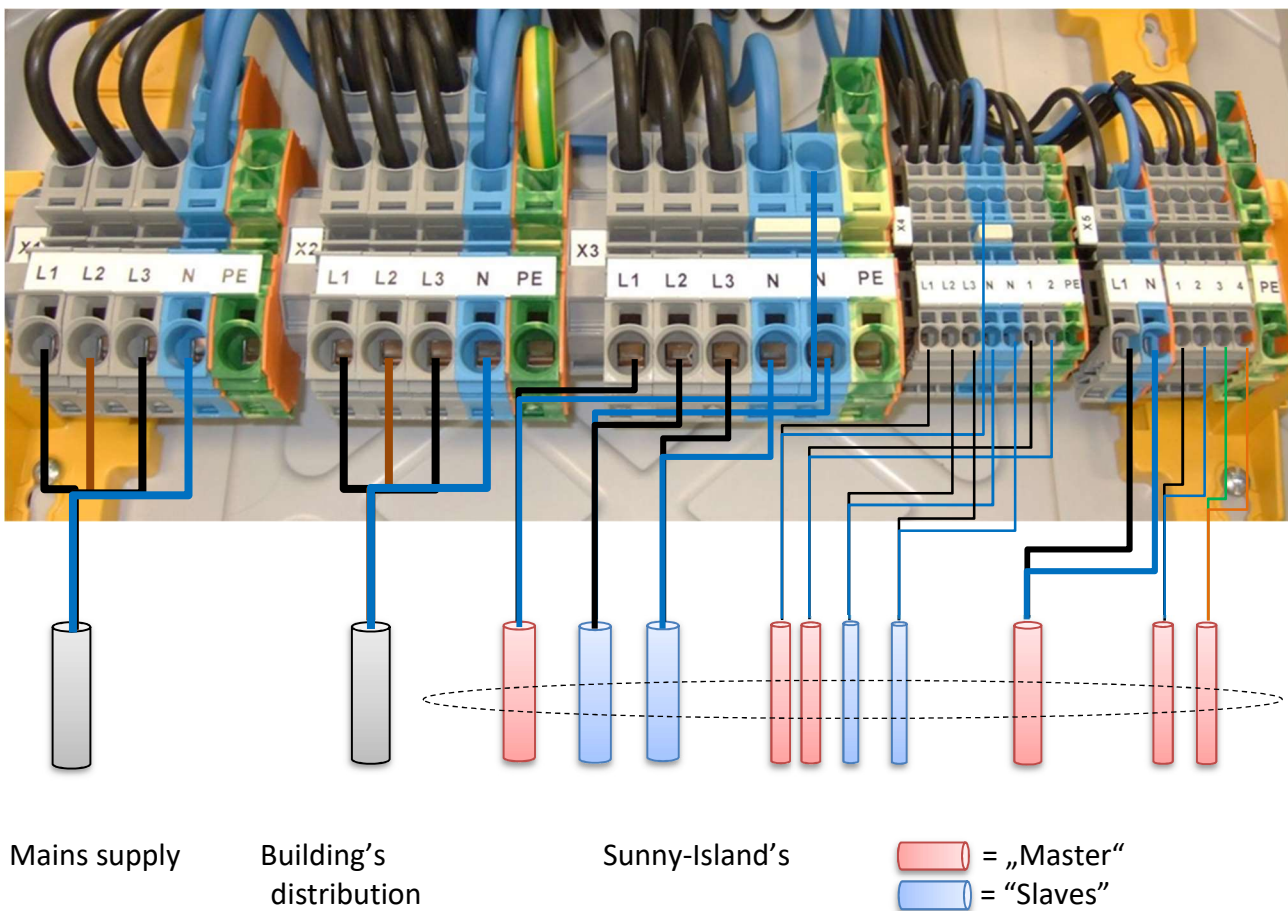 X1
L1 L2 L3 N PE
X2
L1 L2 L3 N PE
X3
L1 L2 L3 N N PE
X4
L1 L2 L3 N N 1 2 PE
X5
L1 N 1 2 3 4 PE
Mains supply
Building’s
distribution
Sunny-Island’s
= „Master“
= “Slaves”